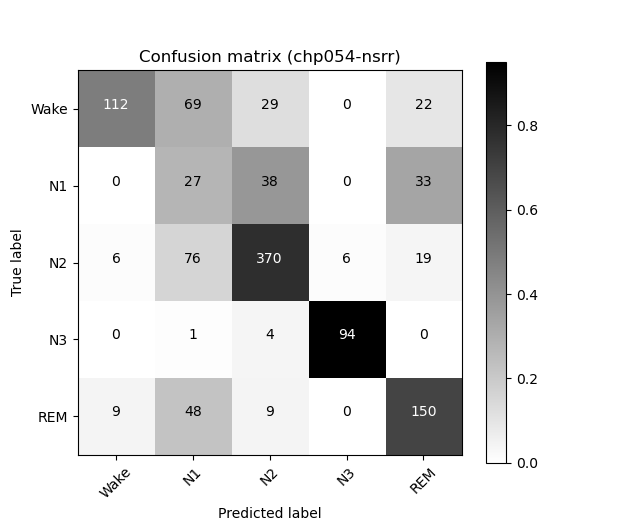 Confusion matrix (chp054-nsrr)
Wake 112 69 29 0 22
N1 0 27 38 0 33
N2 6 76 370 6 19
N3 0 1 4 94 0
REM 9 48 9 0 150
Wake N1 N2 N3 REM
True label
Predicted label
0.8
0.6
0.4
0.2
0.0